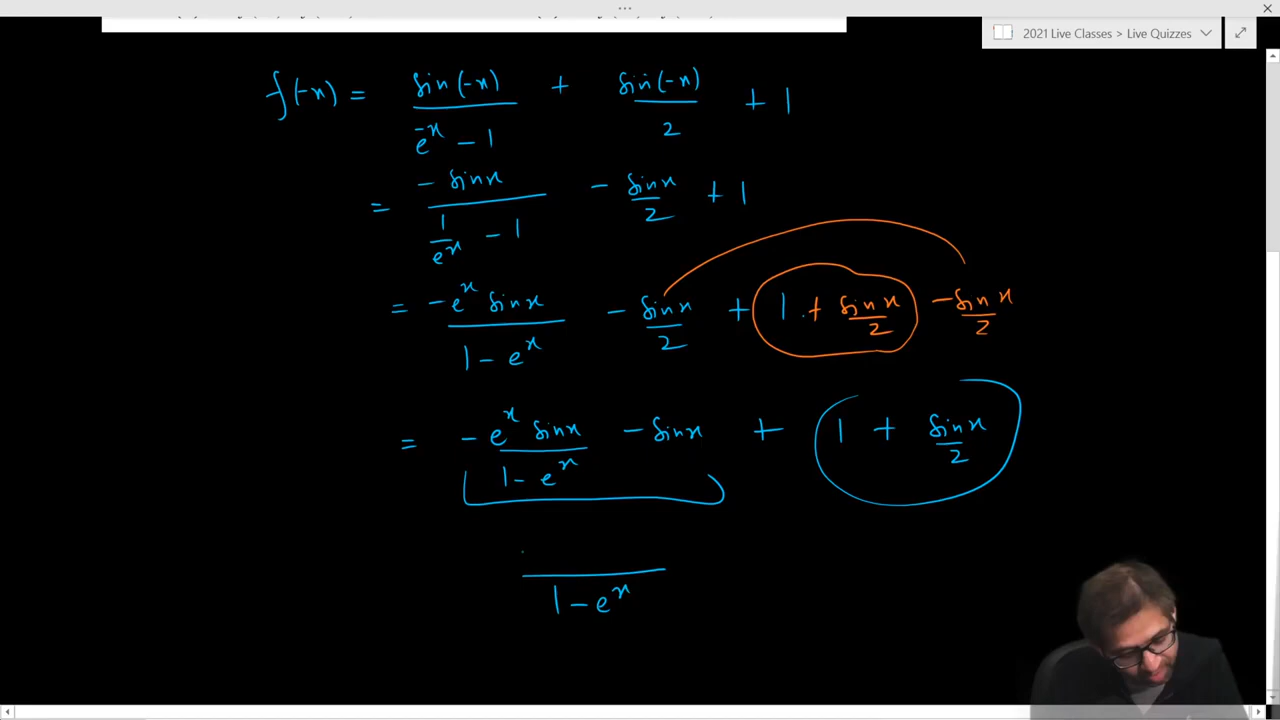 2021 Live Classes > Live Quizzes
f(-x) = sin(-x) / (e^-x - 1) + sin(-x) / 2 + 1
= - sinx / (1/e^x - 1) - sinx/2 + 1
= -e^x sinx / (1 - e^x) - sinx/2 + 1 + sinx/2 - sinx/2
= -e^x sinx / (1 - e^x) - sinx + 1 + sinx/2
1 - e^x